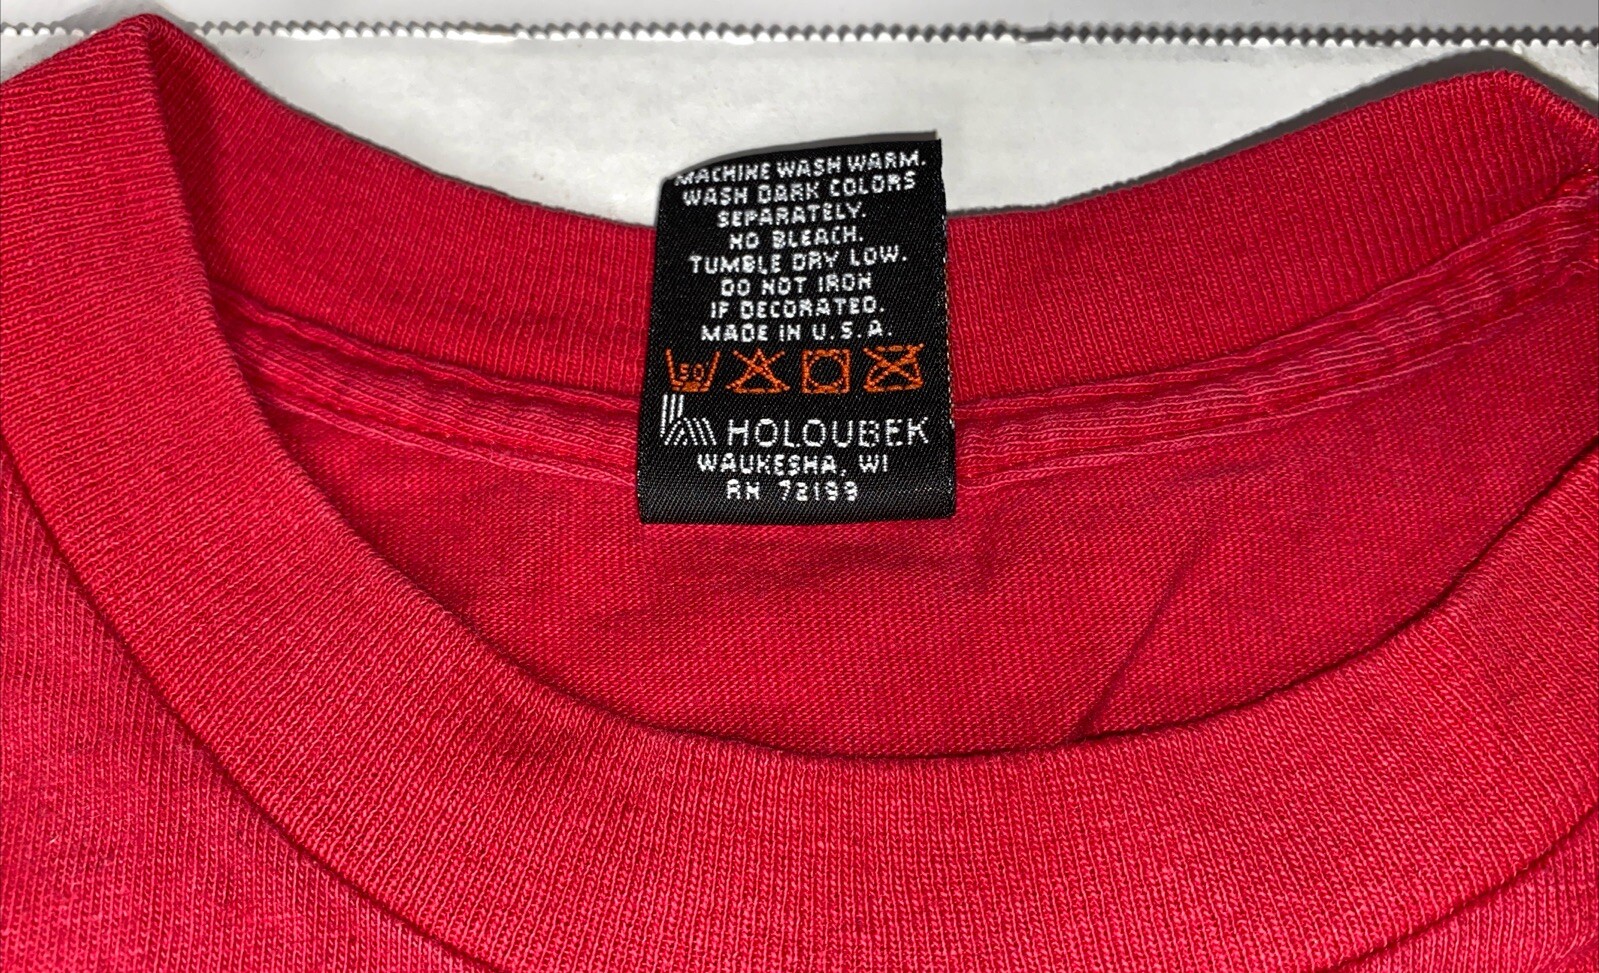 MACHINE WASH WARM.
WASH DARK COLORS
SEPARATELY.
NO BLEACH.
TUMBLE DRY LOW.
DO NOT IRON
IF DECORATED.
MADE IN U.S.A.
50
HOLOUBEK
WAUKESHA, WI
RN 72199